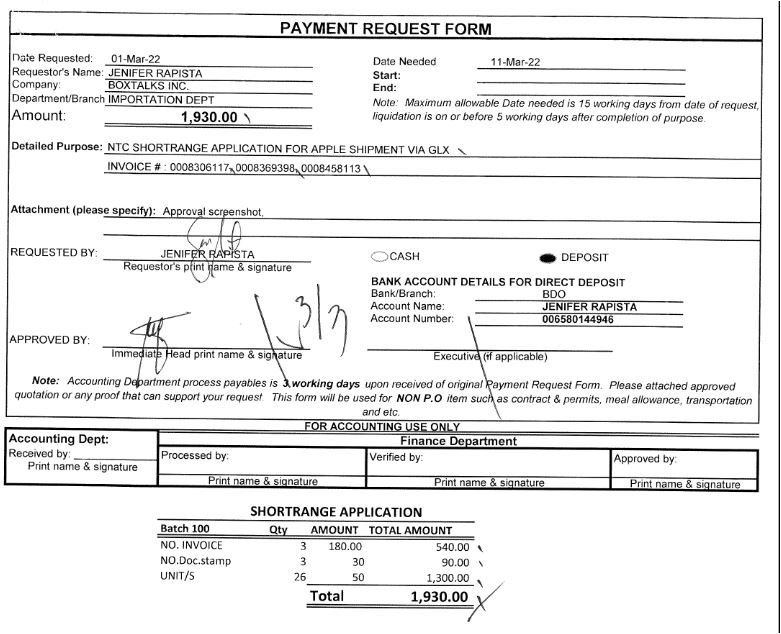 PAYMENT REQUEST FORM
Date Requested: 01-Mar-22
Requestor's Name: JENIFER RAPISTA
Company: BOXTALKS INC.
Department/Branch IMPORTATION DEPT
Amount: 1,930.00
Date Needed 11-Mar-22
Start:
End:
Note: Maximum allowable Date needed is 15 working days from date of request,
liquidation is on or before 5 working days after completion of purpose.
Detailed Purpose: NTC SHORTRANGE APPLICATION FOR APPLE SHIPMENT VIA GLX
INVOICE # : 0008306117, 0008369398, 0008458113
Attachment (please specify): Approval screenshot.
REQUESTED BY: JENIFER RAPISTA
Requestor's print name & signature
CASH DEPOSIT
BANK ACCOUNT DETAILS FOR DIRECT DEPOSIT
Bank/Branch: BDO
Account Name: JENIFER RAPISTA
Account Number: 006580144946
3/3
APPROVED BY:
Immediate Head print name & signature
Executive (if applicable)
Note: Accounting Department process payables is 3 working days upon received of original Payment Request Form. Please attached approved
quotation or any proof that can support your request. This form will be used for NON P.O item such as contract & permits, meal allowance, transportation
and etc.
FOR ACCOUNTING USE ONLY
Accounting Dept:
Received by:
Print name & signature
Finance Department
Processed by: Verified by: Approved by:
Print name & signature Print name & signature Print name & signature
SHORTRANGE APPLICATION
Batch 100 Qty AMOUNT TOTAL AMOUNT
NO. INVOICE 3 180.00 540.00
NO.Doc.stamp 3 30 90.00
UNIT/S 26 50 1,300.00
Total 1,930.00